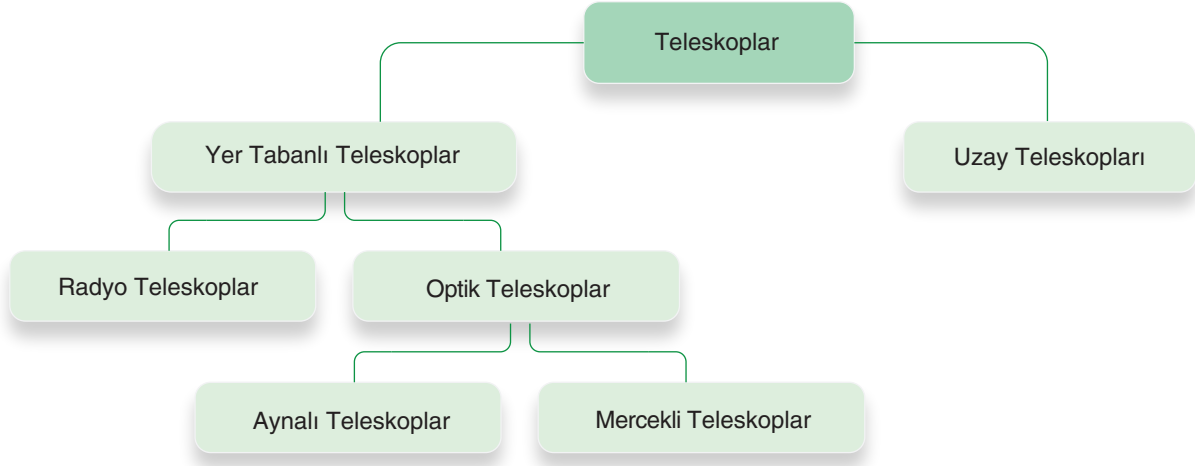 Teleskoplar
Yer Tabanlı Teleskoplar
Uzay Teleskopları
Radyo Teleskoplar
Optik Teleskoplar
Aynalı Teleskoplar
Mercekli Teleskoplar